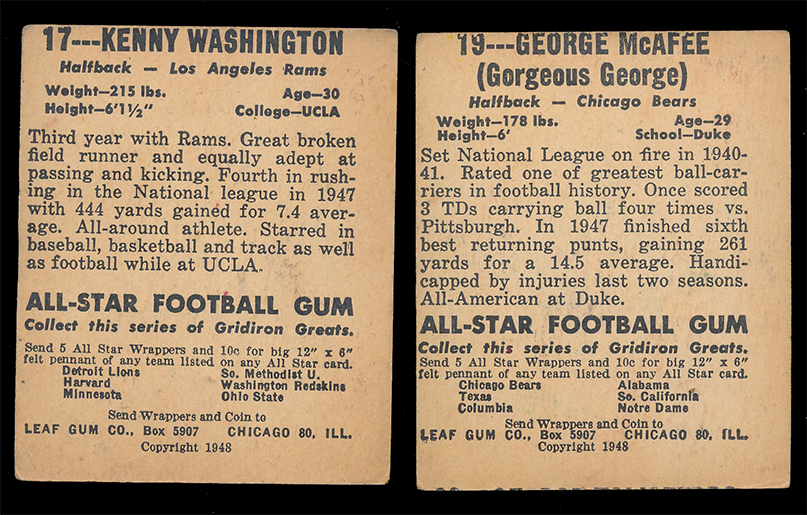 17---KENNY WASHINGTON
Halfback — Los Angeles Rams
Weight—215 lbs. Age—30
Height—6'1½" College—UCLA
Third year with Rams. Great broken
field runner and equally adept at
passing and kicking. Fourth in rush-
ing in the National league in 1947
with 444 yards gained for 7.4 aver-
age. All-around athlete. Starred in
baseball, basketball and track as well
as football while at UCLA.
ALL-STAR FOOTBALL GUM
Collect this series of Gridiron Greats.
Send 5 All Star Wrappers and 10c for big 12" x 6"
felt pennant of any team listed on any All Star card.
Detroit Lions So. Methodist U.
Harvard Washington Redskins
Minnesota Ohio State
Send Wrappers and Coin to
LEAF GUM CO., Box 5907 CHICAGO 80, ILL.
Copyright 1948
19---GEORGE McAFEE
(Gorgeous George)
Halfback — Chicago Bears
Weight—178 lbs. Age—29
Height—6' School—Duke
Set National League on fire in 1940-
41. Rated one of greatest ball-car-
riers in football history. Once scored
3 TDs carrying ball four times vs.
Pittsburgh. In 1947 finished sixth
best returning punts, gaining 261
yards for a 14.5 average. Handi-
capped by injuries last two seasons.
All-American at Duke.
ALL-STAR FOOTBALL GUM
Collect this series of Gridiron Greats.
Send 5 All Star Wrappers and 10c for big 12" x 6"
felt pennant of any team listed on any All Star card.
Chicago Bears Alabama
Texas So. California
Columbia Notre Dame
Send Wrappers and Coin to
LEAF GUM CO., Box 5907 CHICAGO 80, ILL.
Copyright 1948